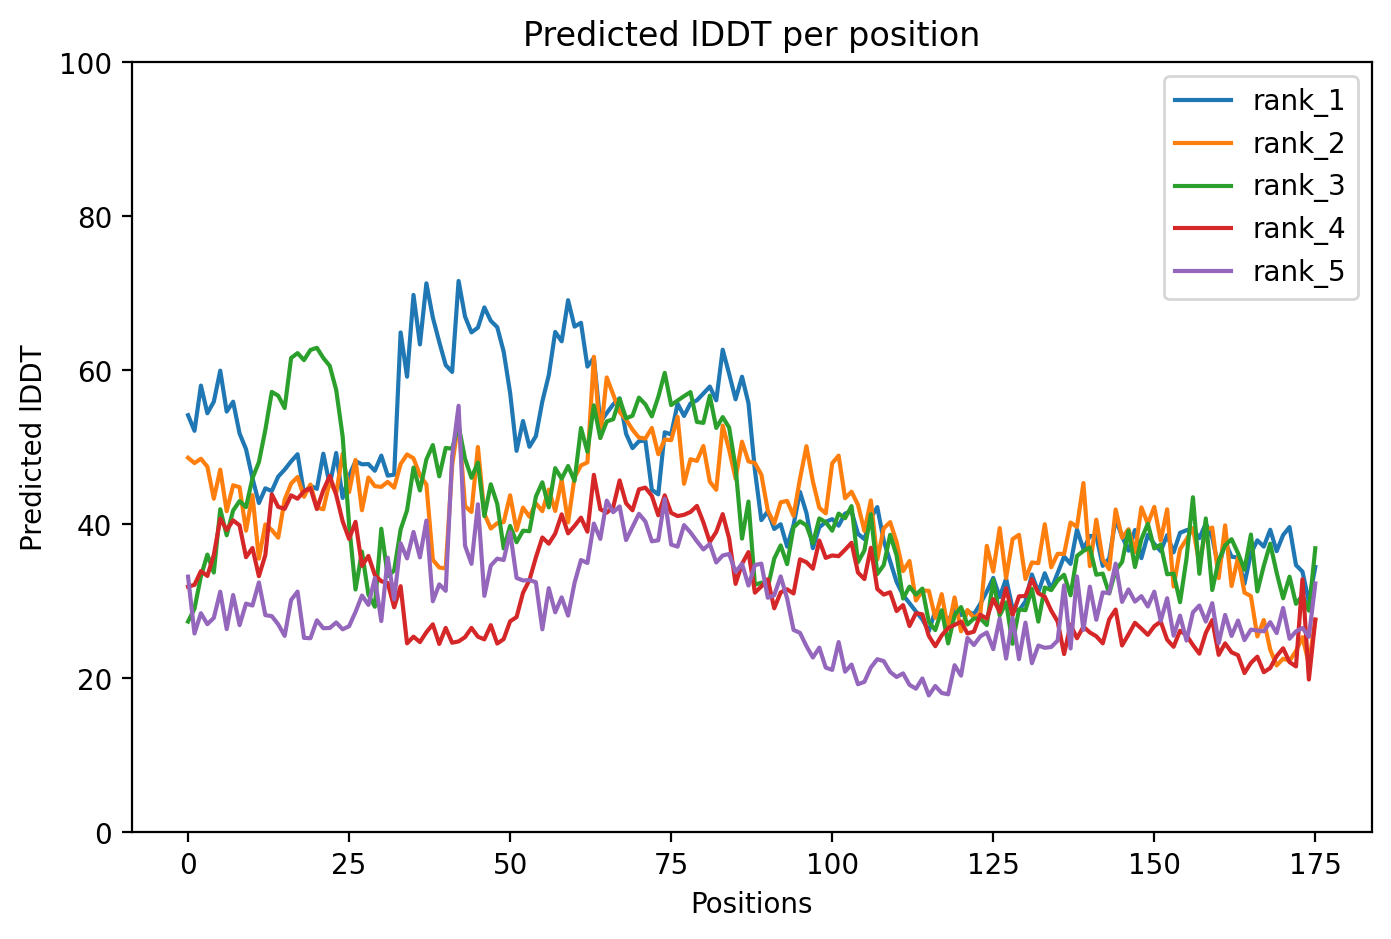 Predicted lDDT per position
Predicted lDDT
100
80
60
40
20
0
rank_1
rank_2
rank_3
rank_4
rank_5
0 25 50 75 100 125 150 175
Positions